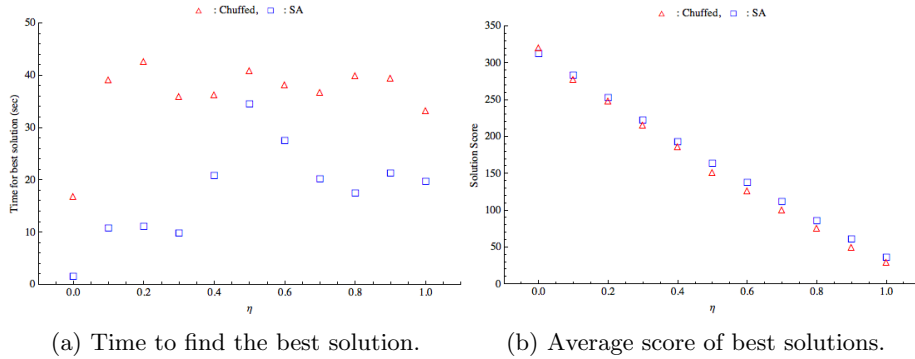 : Chuffed, : SA
50
40
30
20
10
0
Time for best solution (sec)
0.0 0.2 0.4 0.6 0.8 1.0
η
(a) Time to find the best solution.
: Chuffed, : SA
350
300
250
200
150
100
50
0
Solution Score
0.0 0.2 0.4 0.6 0.8 1.0
η
(b) Average score of best solutions.